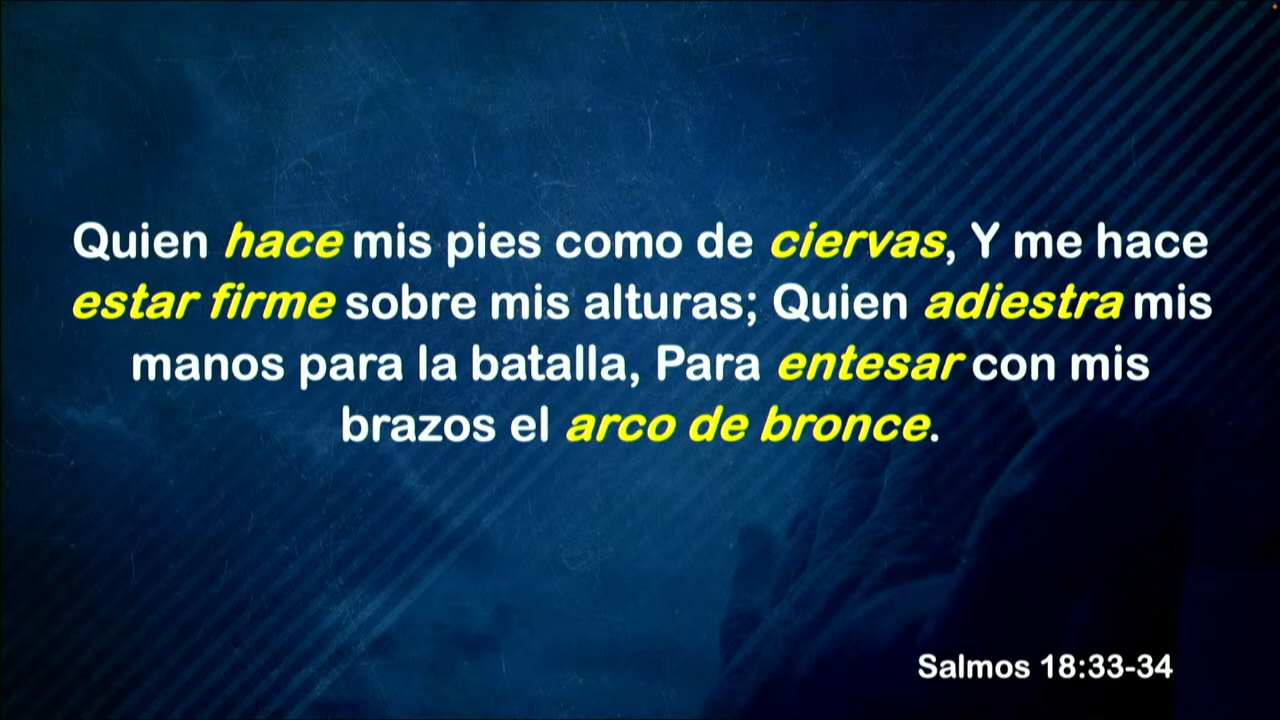 Quien hace mis pies como de ciervas, Y me hace
estar firme sobre mis alturas; Quien adiestra mis
manos para la batalla, Para entesar con mis
brazos el arco de bronce.
Salmos 18:33-34